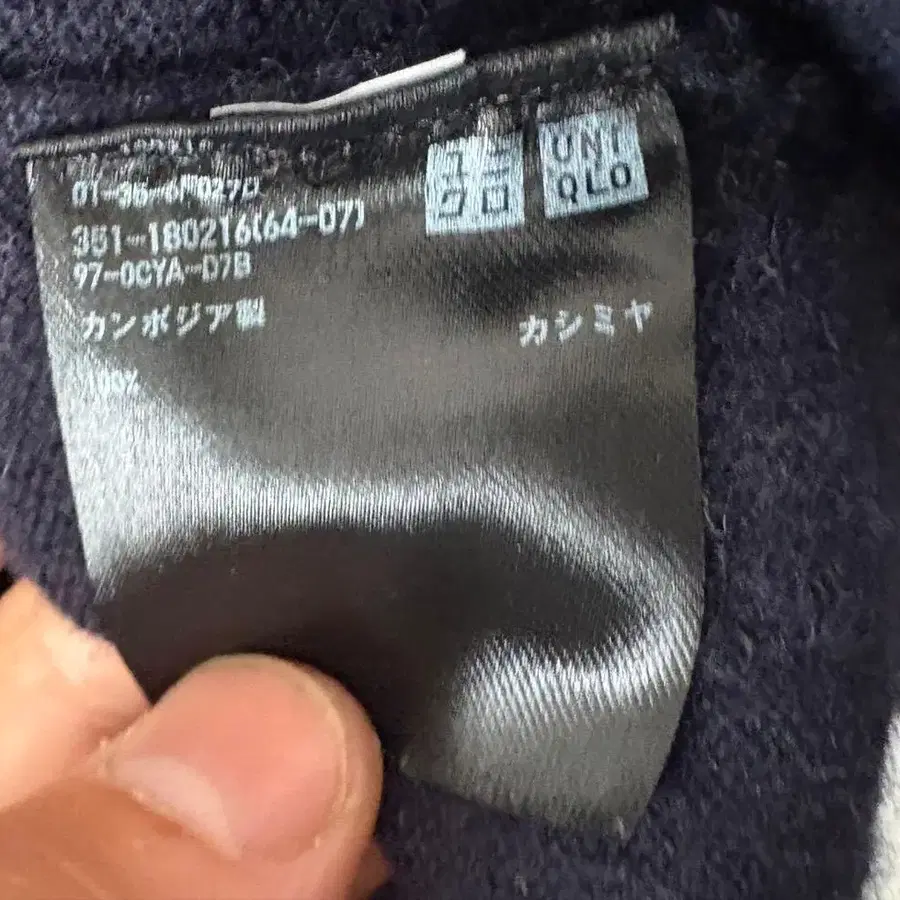 ユニ
クロ
UNI
QLO
351-180216(64-07)
97-0CYA-07B
カンボジア製
カシミヤ
100%